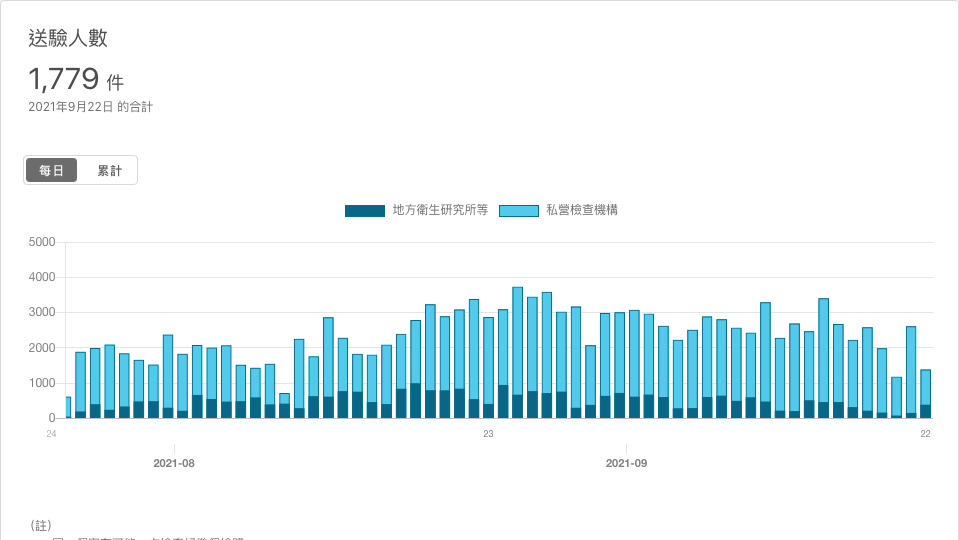 送驗人數
1,779 件
2021年9月22日 的合計
每日 累計
地方衛生研究所等 私營檢查機構
5000
4000
3000
2000
1000
0
24 23 22
2021-08 2021-09
（註）